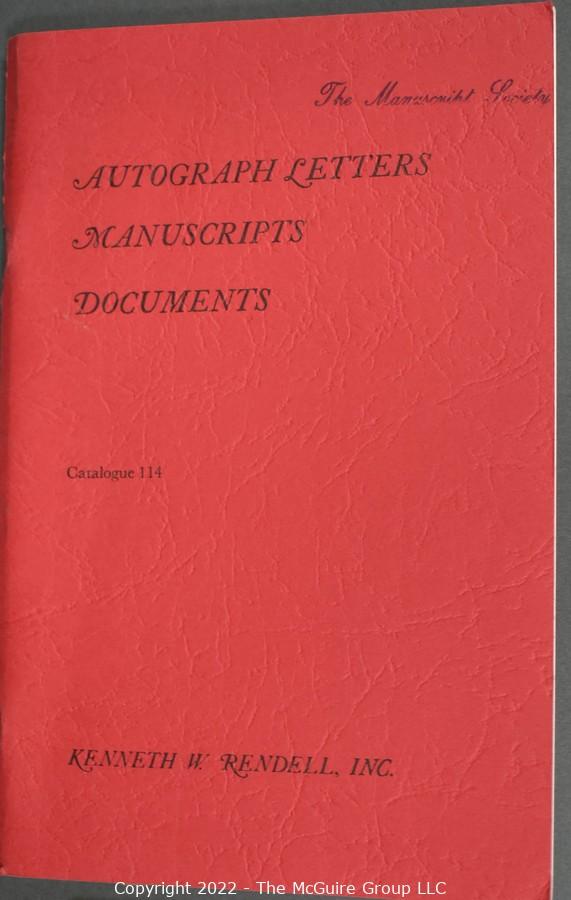 The Manuscript Society
AUTOGRAPH LETTERS
MANUSCRIPTS
DOCUMENTS
Catalogue 114
KENNETH W. RENDELL, INC.
Copyright 2022 - The McGuire Group LLC